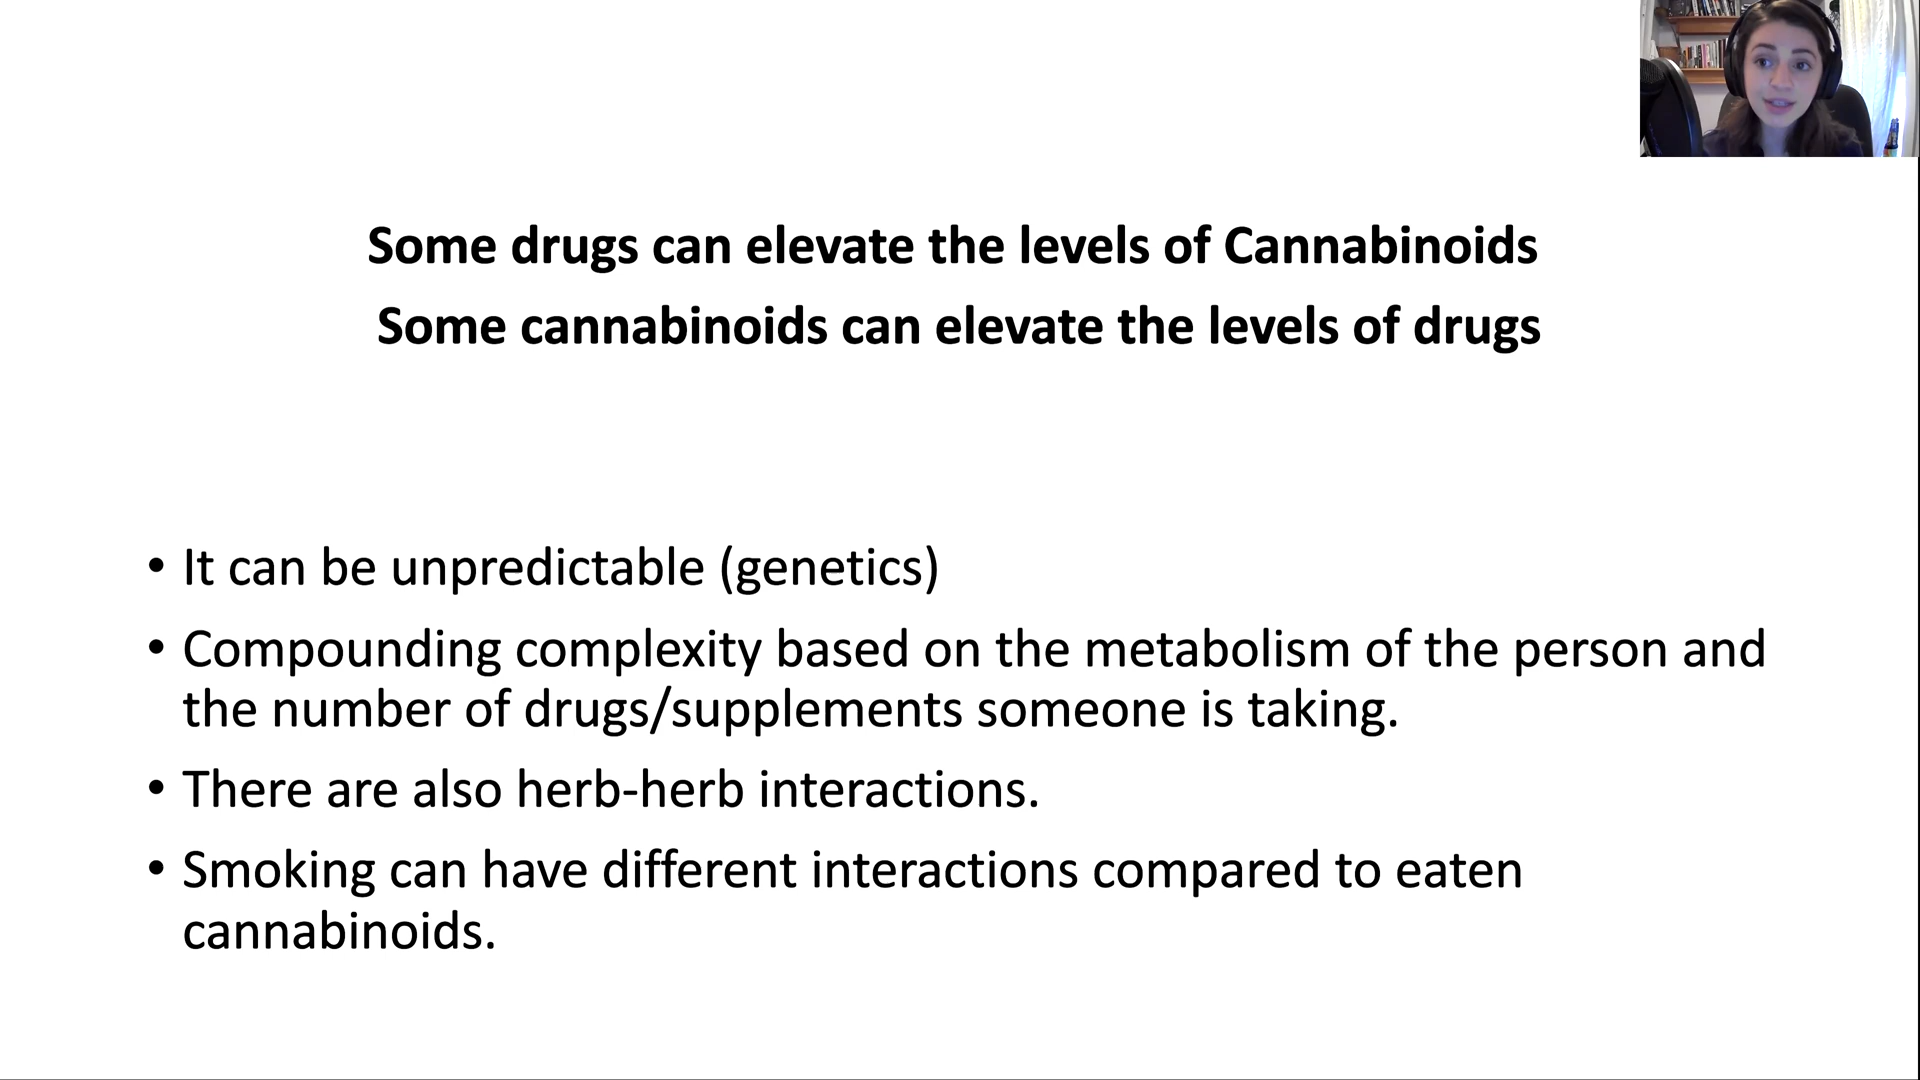 Some drugs can elevate the levels of Cannabinoids
Some cannabinoids can elevate the levels of drugs
• It can be unpredictable (genetics)
• Compounding complexity based on the metabolism of the person and
the number of drugs/supplements someone is taking.
• There are also herb-herb interactions.
• Smoking can have different interactions compared to eaten
cannabinoids.